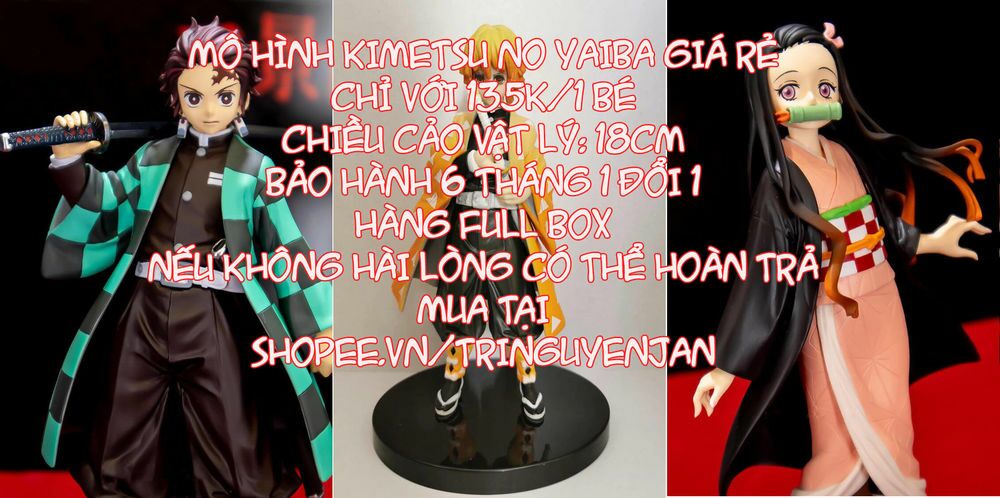 MÔ HÌNH KIMETSU NO YAIBA GIÁ RẺ
CHỈ VỚI 135K/1 BÉ
CHIỀU CẢO VẬT LÝ: 18CM
BẢO HÀNH 6 THÁNG 1 ĐỔI 1
HÀNG FULL BOX
NẾU KHÔNG HÀI LÒNG CÓ THỂ HOÀN TRẢ
MUA TẠI
SHOPEE.VN/TRINGUYENJAN